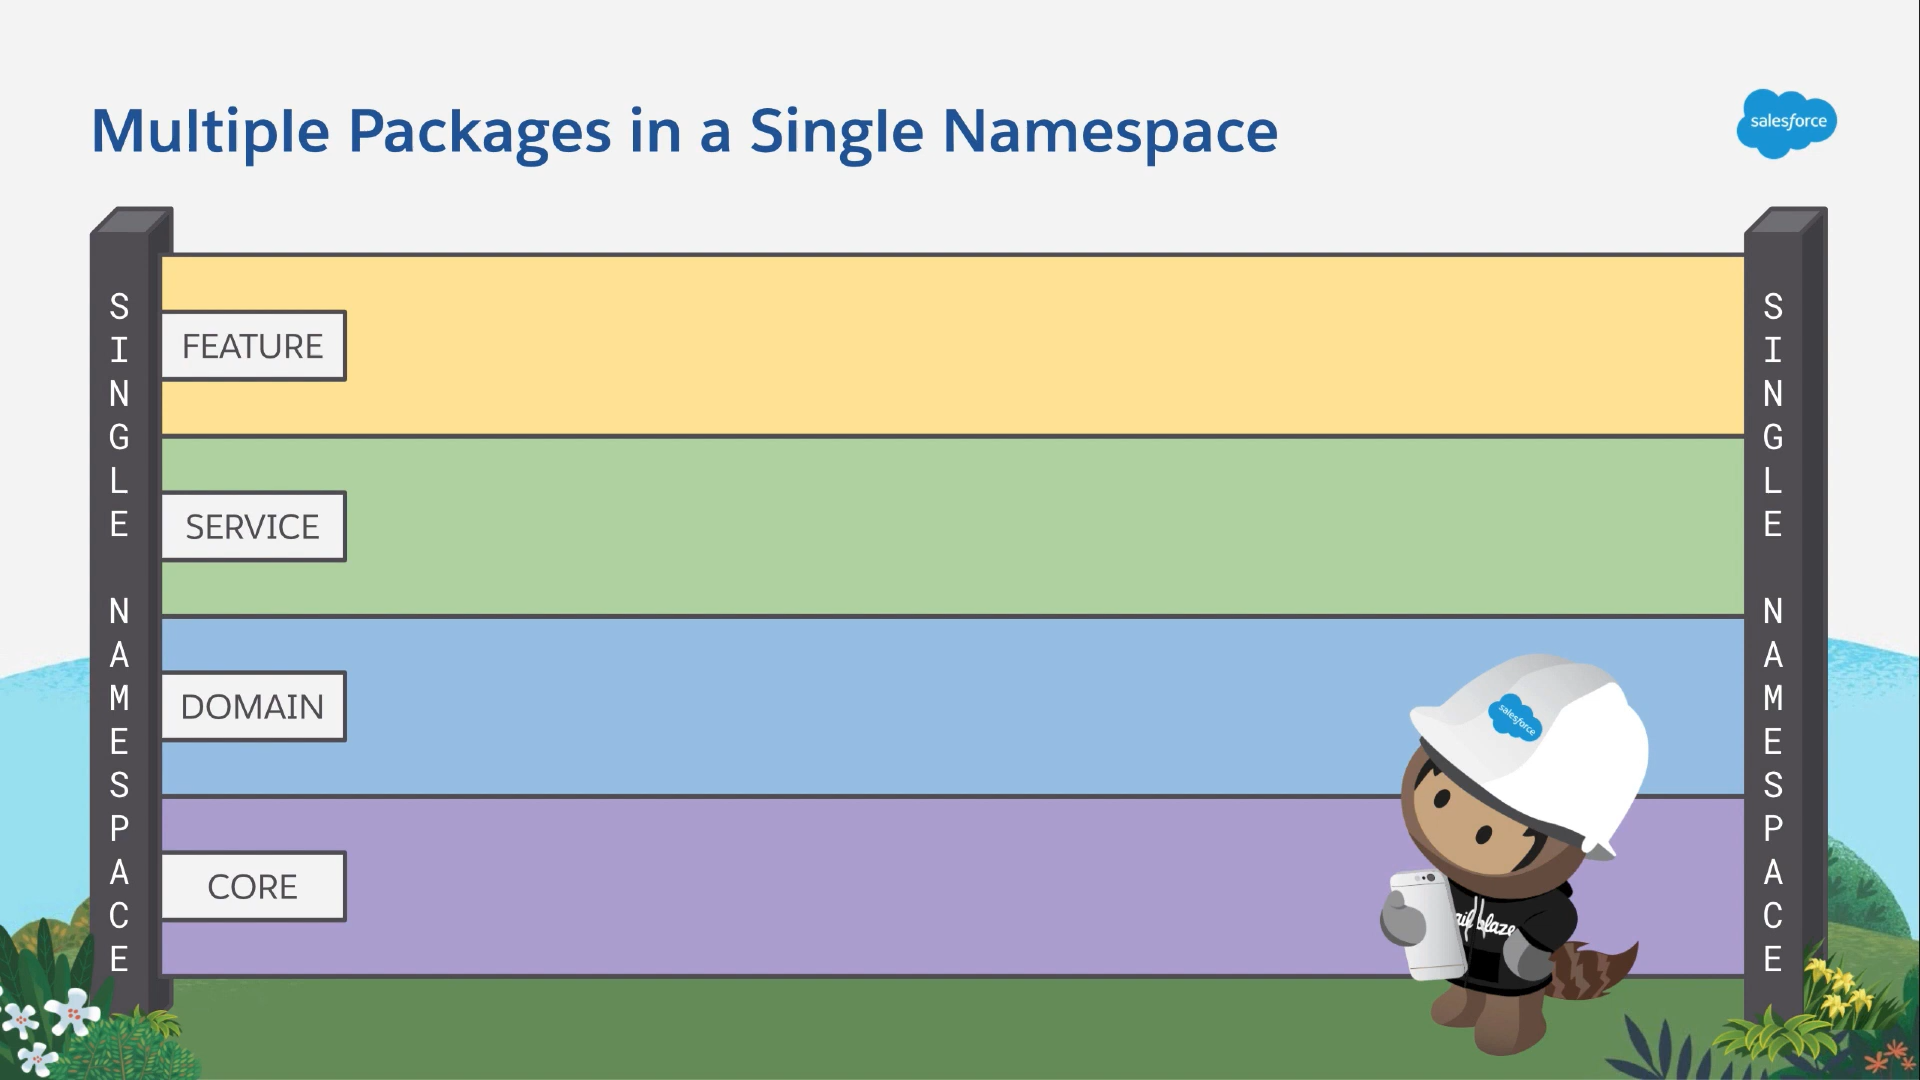 Multiple Packages in a Single Namespace
salesforce
SINGLE NAMESPACE
FEATURE
SERVICE
DOMAIN
CORE
SINGLE NAMESPACE
salesforce